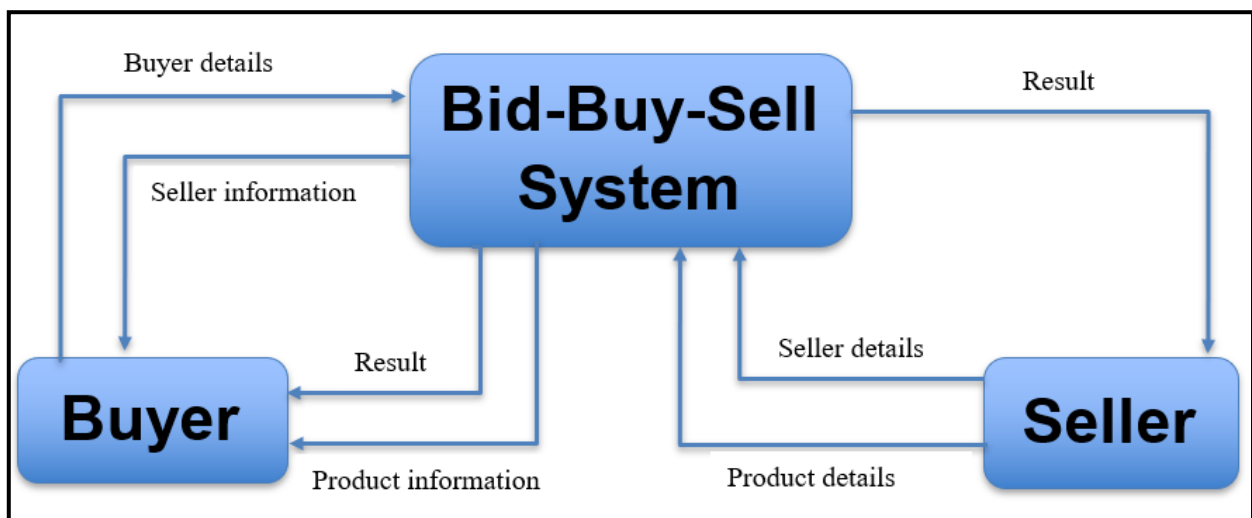 Buyer details
Bid-Buy-Sell
System
Result
Seller information
Result
Seller details
Buyer
Seller
Product information
Product details